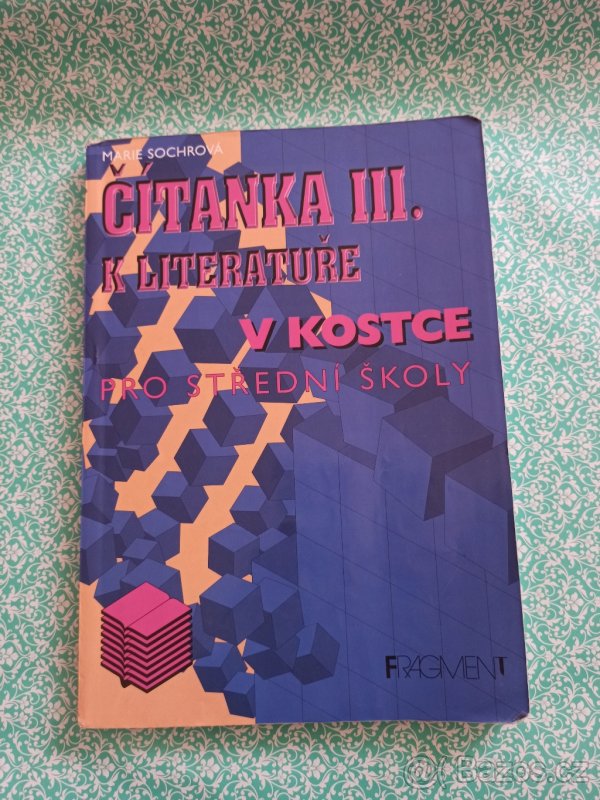 MARIE SOCHROVÁ
ČÍTANKA III.
K LITERATUŘE
V KOSTCE
PRO STŘEDNÍ ŠKOLY
FRAGMENT
@ Bazos.cz